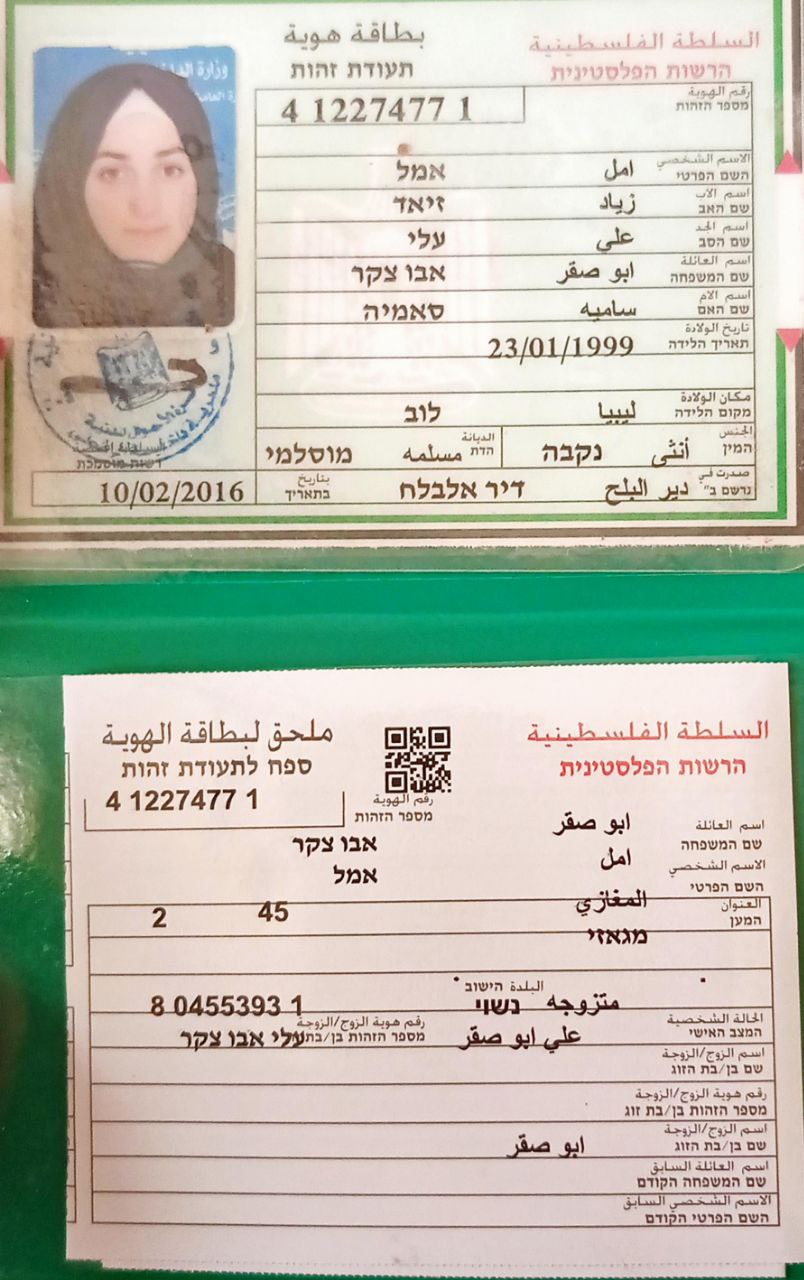 السلطة الفلسطينية
הרשות הפלסטינית
بطاقة هوية
תעודת זהות
وزارة
رقم الهوية
מספר הזהות
4 1227477 1
الاسم الشخصي
השם הפרטי
امل אמל
اسم الأب
שם האב
زياد זיאד
اسم الجد
שם הסב
علي עלי
اسم العائلة
שם המשפחה
ابو صقر אבו צקר
اسم الام
שם האם
ساميه סאמיה
تاريخ الولادة
תאריך הלידה
23/01/1999
مكان الولادة
מקום הלידה
ليبيا לוב
الجنس
המין
أنثى נקבה
الديانة
הדת
مسلمه מוסלמי
صدرت في
נרשם ב"
دير البلح דיר אלבלח
بتاريخ
בתאריך
10/02/2016
רשות מוסמכת
السلطة الفلسطينية
הרשות הפלסטינית
ملحق لبطاقة الهوية
ספח לתעודת זהות
رقم الهوية
מספר הזהות
4 1227477 1
اسم العائلة
שם המשפחה
ابو صقر
אבו צקר
الاسم الشخصي
השם הפרטי
امل
אמל
العنوان
המען
المغازي
45 2
מגאזי
البلدة הישוב
متزوجه נשוי
8 0455393 1
الحالة الشخصية
המצב האישי
رقم هوية الزوج/الزوجة
מספר הזהות בן/בת
علي ابو صقر עלי אבו צקר
اسم الزوج/الزوجة
שם בן/בת הזוג
رقم هوية الزوج/الزوجة
מספר הזהות בן/בת זוג
اسم الزوج/الزوجة
שם בן/בת הזוג
ابو صقر
اسم العائلة السابق
שם המשפחה הקודם
الاسم الشخصي السابق
השם הפרטי הקודם